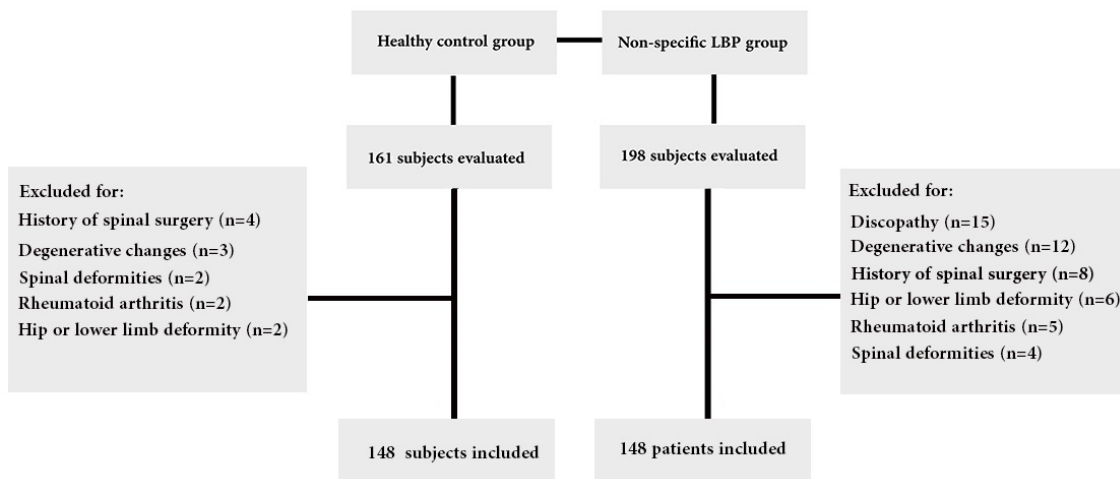 Healthy control group
Non-specific LBP group
161 subjects evaluated
198 subjects evaluated
Excluded for:
History of spinal surgery (n=4)
Degenerative changes (n=3)
Spinal deformities (n=2)
Rheumatoid arthritis (n=2)
Hip or lower limb deformity (n=2)
Excluded for:
Discopathy (n=15)
Degenerative changes (n=12)
History of spinal surgery (n=8)
Hip or lower limb deformity (n=6)
Rheumatoid arthritis (n=5)
Spinal deformities (n=4)
148 subjects included
148 patients included